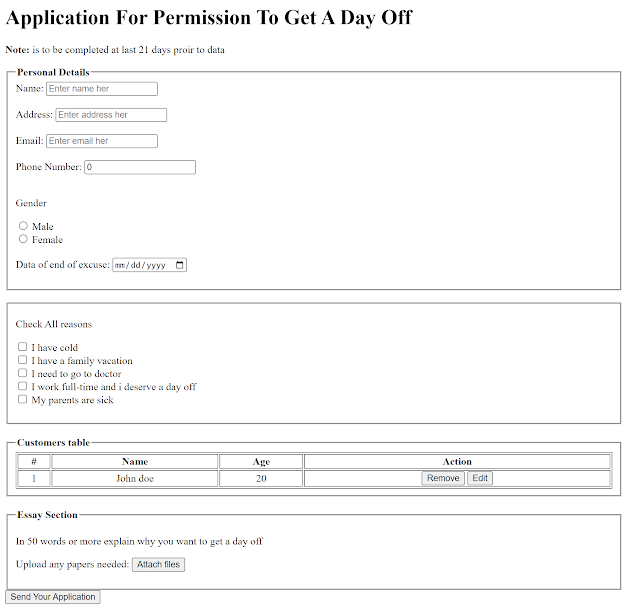 Application For Permission To Get A Day Off
Note: is to be completed at last 21 days proir to data
Personal Details
Name: Enter name her
Address: Enter address her
Email: Enter email her
Phone Number: 0
Gender
Male
Female
Data of end of excuse: mm/dd/yyyy
Check All reasons
I have cold
I have a family vacation
I need to go to doctor
I work full-time and i deserve a day off
My parents are sick
Customers table
# Name Age Action
1 John doe 20 Remove Edit
Essay Section
In 50 words or more explain why you want to get a day off
Upload any papers needed: Attach files
Send Your Application